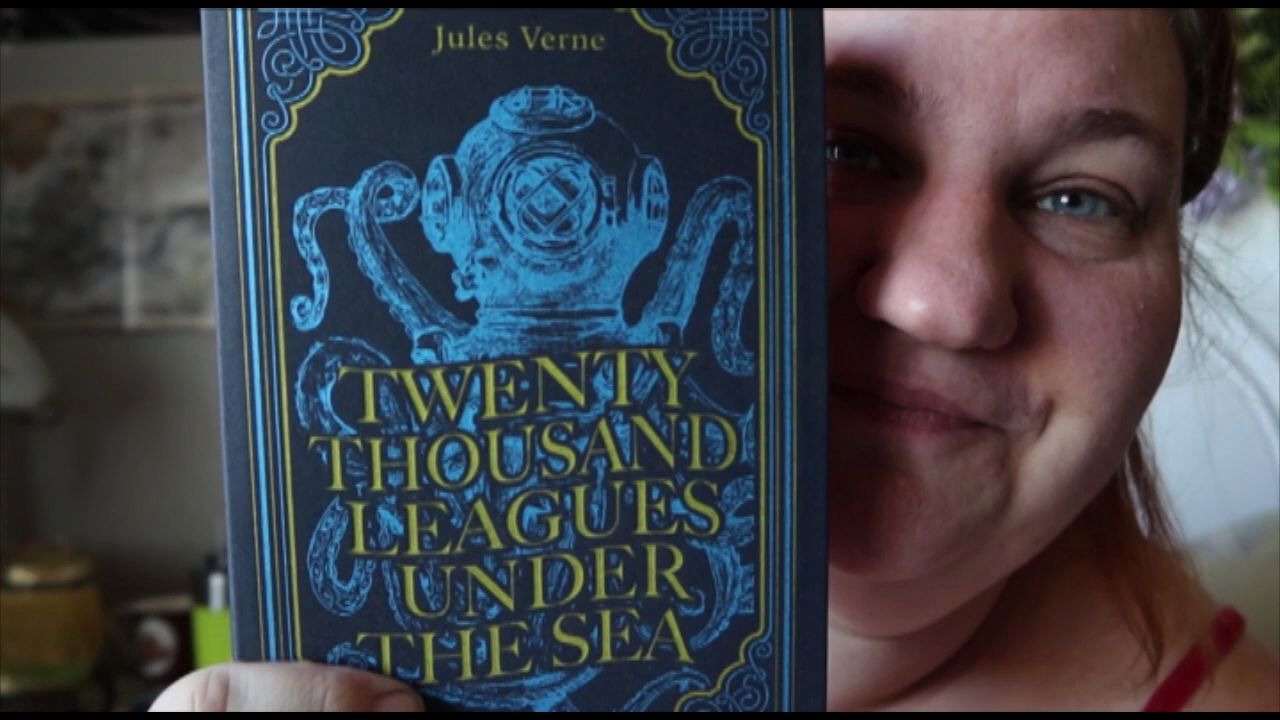 Jules Verne
TWENTY
THOUSAND
LEAGUES
UNDER
THE SEA